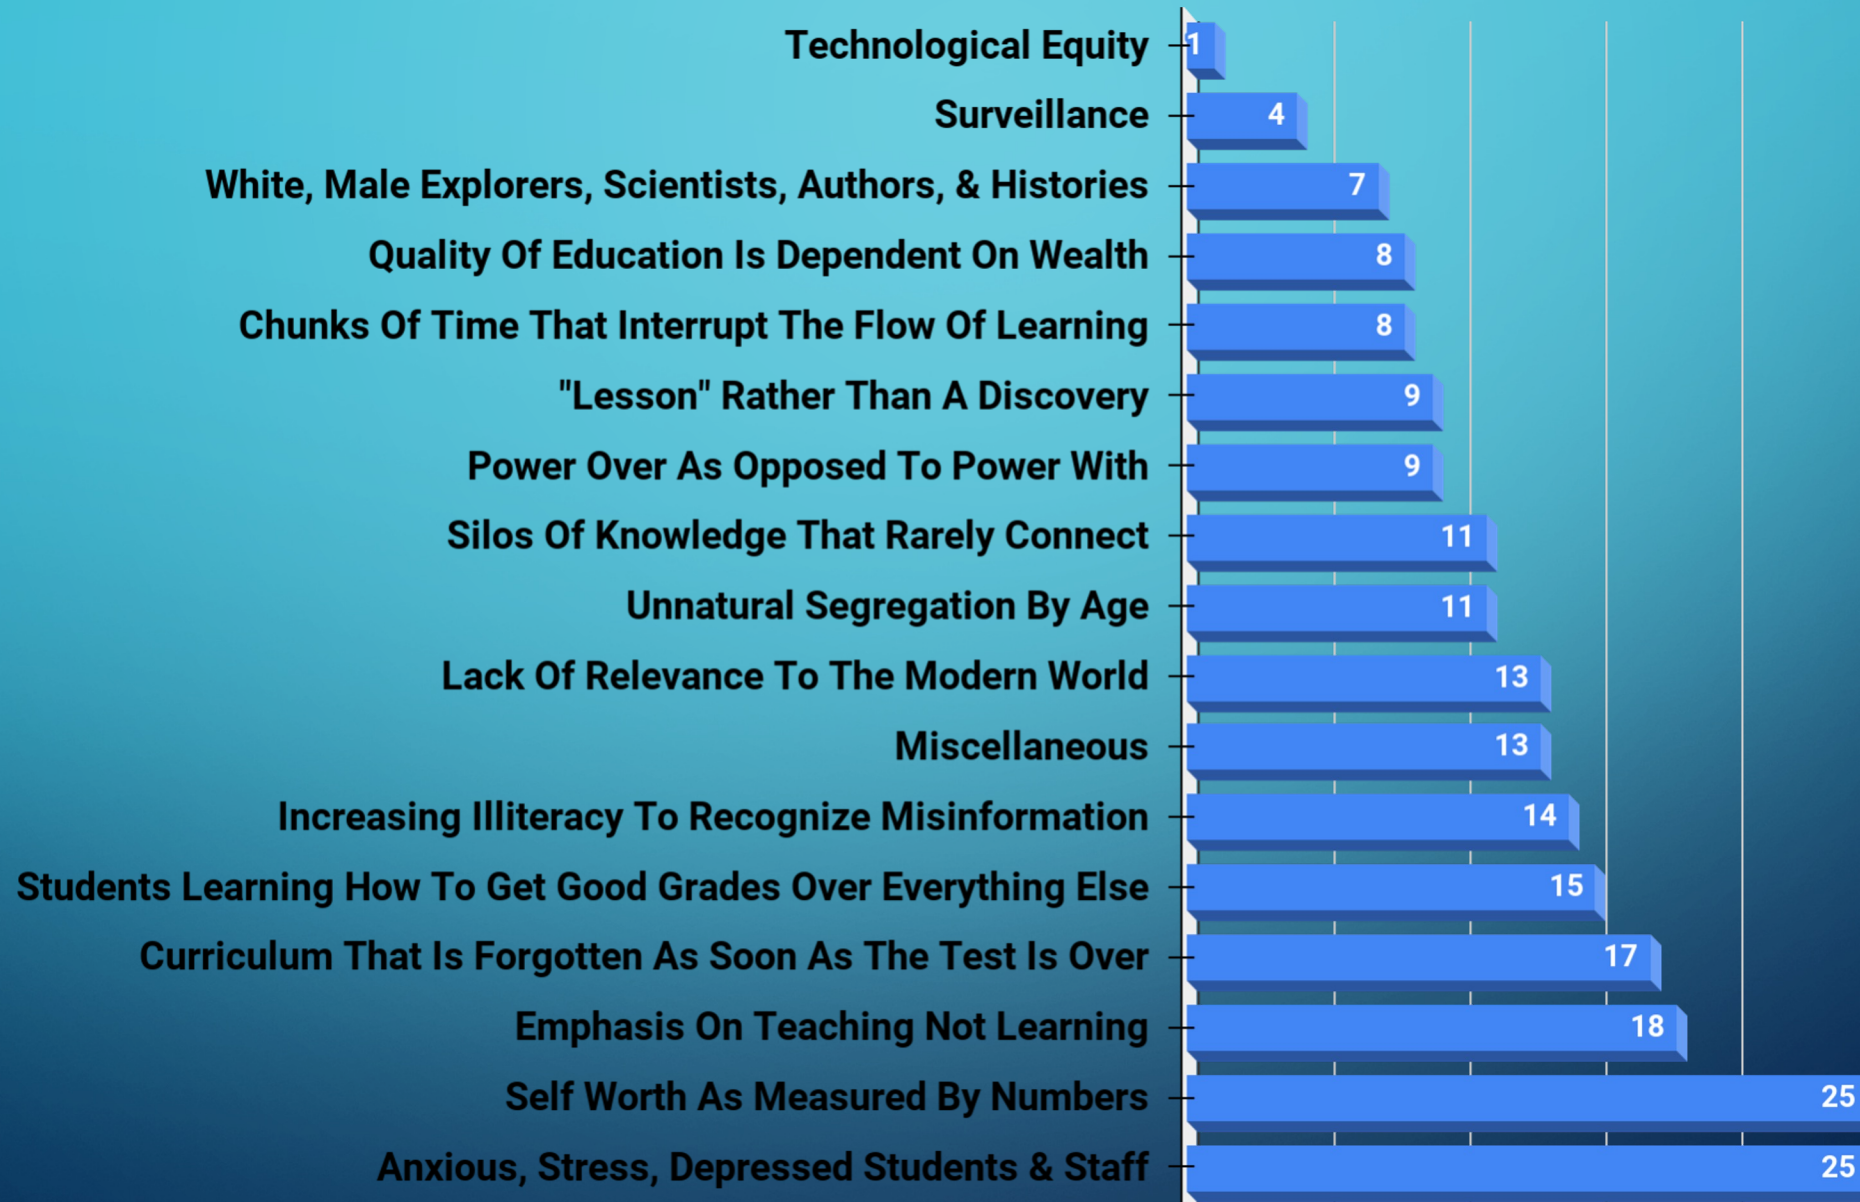 Technological Equity 1
Surveillance 4
White, Male Explorers, Scientists, Authors, & Histories 7
Quality Of Education Is Dependent On Wealth 8
Chunks Of Time That Interrupt The Flow Of Learning 8
"Lesson" Rather Than A Discovery 9
Power Over As Opposed To Power With 9
Silos Of Knowledge That Rarely Connect 11
Unnatural Segregation By Age 11
Lack Of Relevance To The Modern World 13
Miscellaneous 13
Increasing Illiteracy To Recognize Misinformation 14
Students Learning How To Get Good Grades Over Everything Else 15
Curriculum That Is Forgotten As Soon As The Test Is Over 17
Emphasis On Teaching Not Learning 18
Self Worth As Measured By Numbers 25
Anxious, Stress, Depressed Students & Staff 25